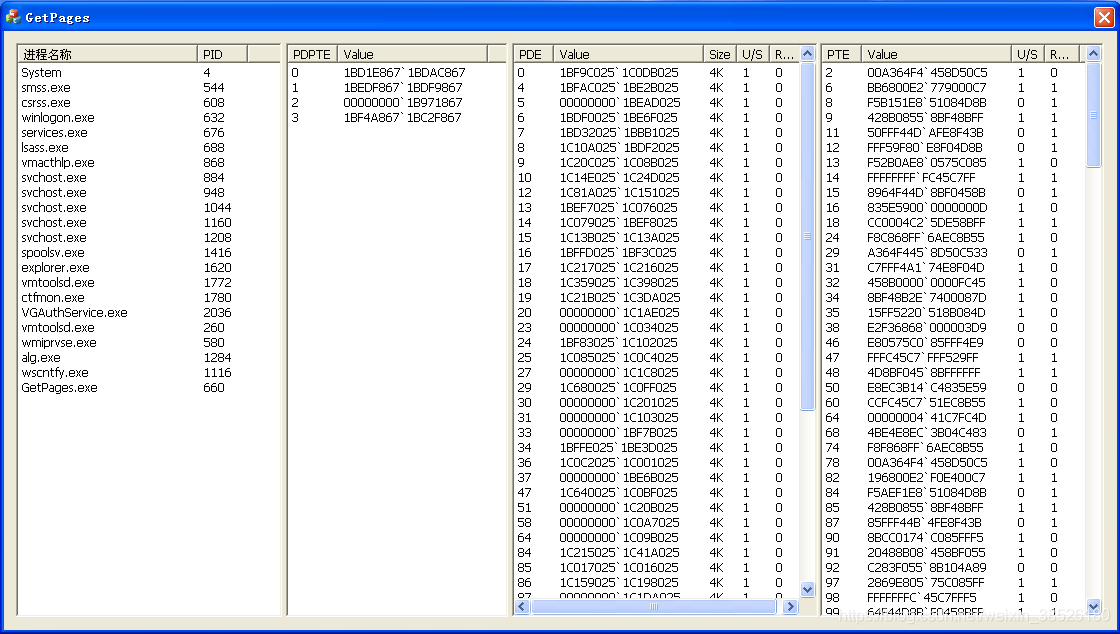 GetPages
进程名称 PID
System 4
smss.exe 544
csrss.exe 608
winlogon.exe 632
services.exe 676
lsass.exe 688
vmacthlp.exe 868
svchost.exe 884
svchost.exe 948
svchost.exe 1044
svchost.exe 1160
svchost.exe 1208
spoolsv.exe 1416
explorer.exe 1620
vmtoolsd.exe 1772
ctfmon.exe 1780
VGAuthService.exe 2036
vmtoolsd.exe 260
wmiprvse.exe 580
alg.exe 1284
wscntfy.exe 1116
GetPages.exe 660
PDPTE Value
0 1BD1E867`1BDAC867
1 1BEDF867`1BDF9867
2 00000000`1B971867
3 1BF4A867`1BC2F867
PDE Value Size U/S R...
0 1BF9C025`1C0DB025 4K 1 0
4 1BFAC025`1BE2B025 4K 1 0
5 00000000`1BEAD025 4K 1 0
6 1BDF0025`1BE6F025 4K 1 0
7 1BD32025`1BBB1025 4K 1 0
8 1C10A025`1BDF2025 4K 1 0
9 1C20C025`1C08B025 4K 1 0
10 1C14E025`1C24D025 4K 1 0
12 1C81A025`1C151025 4K 1 0
13 1BEF7025`1C076025 4K 1 0
14 1C079025`1BEF8025 4K 1 0
15 1C13B025`1C13A025 4K 1 0
16 1BFFD025`1BF3C025 4K 1 0
17 1C217025`1C216025 4K 1 0
18 1C359025`1C398025 4K 1 0
19 1C21B025`1C3DA025 4K 1 0
20 00000000`1C1AE025 4K 1 0
23 00000000`1C034025 4K 1 0
24 1BF83025`1C102025 4K 1 0
25 1C085025`1C0C4025 4K 1 0
27 00000000`1C1C8025 4K 1 0
29 1C680025`1C0FF025 4K 1 0
30 00000000`1C201025 4K 1 0
31 00000000`1C103025 4K 1 0
33 00000000`1BF7B025 4K 1 0
34 1BFFE025`1BE3D025 4K 1 0
36 1C0C2025`1C001025 4K 1 0
37 00000000`1BE6B025 4K 1 0
47 1C640025`1C0BF025 4K 1 0
51 00000000`1C20B025 4K 1 0
58 00000000`1C0A7025 4K 1 0
64 00000000`1C09B025 4K 1 0
84 1C215025`1C41A025 4K 1 0
85 1C017025`1C016025 4K 1 0
86 1C159025`1C198025 4K 1 0
PTE Value U/S R...
2 00A364F4`458D50C5 1 0
6 BB6800E2`779000C7 1 1
8 F5B151E8`51084D8B 0 0
9 428B0855`8BF48BFF 1 1
11 50FFF44D`AFE8F43B 0 0
12 FFF59F80`E8F04D8B 0 1
13 F52B0AE8`0575C085 0 0
14 FFFFFFFF`FC45C7FF 1 1
15 8964F44D`8BF0458B 0 1
16 835E5900`0000000D 1 0
18 CC0004C2`5DE58BFF 1 1
24 F8C868FF`6AEC8B55 1 0
29 A364F445`8D50C533 0 1
31 C7FFF4A1`74E8F04D 1 0
32 458B0000`0000FC45 1 0
34 8BF48B2E`7400087D 1 0
35 15FF5220`518B084D 1 0
38 E2F36868`000003D9 0 0
46 E80575C0`85FFF4E9 0 0
47 FFFC45C7`FFF529FF 1 0
48 4D8BF045`8BFFFFFF 1 1
50 E8EC3B14`C4835E59 0 0
60 CCFC45C7`51EC8B55 1 0
64 00000004`41C7FC4D 1 0
68 4BE4E8EC`3B04C483 0 1
74 F8F868FF`6AEC8B55 1 0
78 00A364F4`458D50C5 1 0
82 196800E2`F0E400C7 1 1
84 F5AEF1E8`51084D8B 0 0
85 428B0855`8BF48BFF 1 1
87 85FFF44B`4FE8F43B 0 1
90 8BCC0174`C085FFF5 1 0
91 20488B08`458BF055 1 0
92 C283F055`8B104A89 0 0
97 2869E805`75C085FF 1 1
98 FFFFFFFC`45C7FFF5 1 0